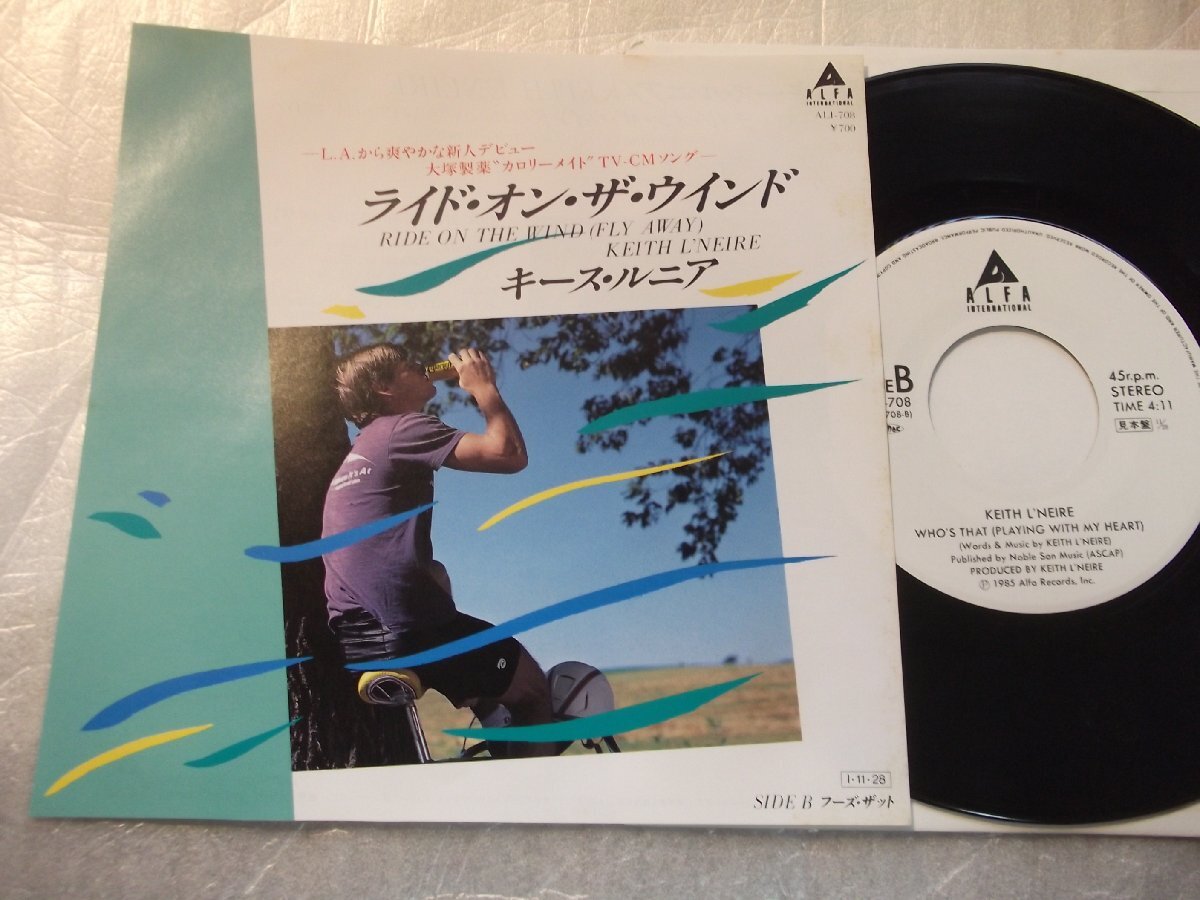 ALFA
INTERNATIONAL
ALI-708
¥700
—L.A.から爽やかな新人デビュー
大塚製薬“カロリーメイト”TV-CMソング—
ライド・オン・ザ・ウインド
RIDE ON THE WIND (FLY AWAY)
KEITH L'NEIRE
キース・ルニア
I・11・28
SIDE B フーズ・ザット
ALFA
INTERNATIONAL
B
708
708-B)
45r.p.m.
STEREO
TIME 4:11
見本盤
KEITH L'NEIRE
WHO'S THAT (PLAYING WITH MY HEART)
(Words & Music by KEITH L'NEIRE)
Published by Noble Son Music (ASCAP)
PRODUCED BY KEITH L'NEIRE
Ⓟ 1985 Alfa Records, Inc.